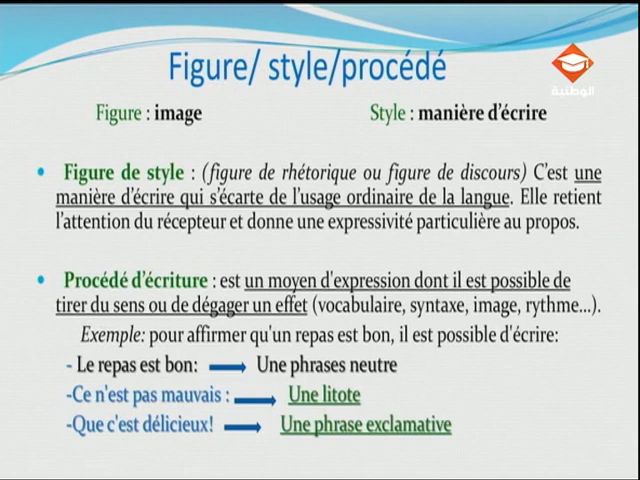 Figure/ style/procédé
الوطنية
Figure : image
Style : manière d'écrire
• Figure de style : (figure de rhétorique ou figure de discours) C'est une
manière d'écrire qui s'écarte de l'usage ordinaire de la langue. Elle retient
l'attention du récepteur et donne une expressivité particulière au propos.
• Procédé d'écriture : est un moyen d'expression dont il est possible de
tirer du sens ou de dégager un effet (vocabulaire, syntaxe, image, rythme...).
Exemple: pour affirmer qu'un repas est bon, il est possible d'écrire:
- Le repas est bon: Une phrases neutre
-Ce n'est pas mauvais : Une litote
-Que c'est délicieux! Une phrase exclamative